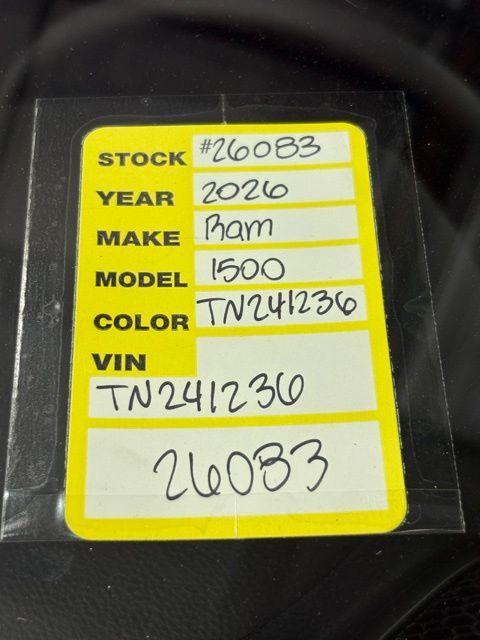 STOCK #26083
YEAR 2026
MAKE Ram
MODEL 1500
COLOR TN241236
VIN
TN241236
26083